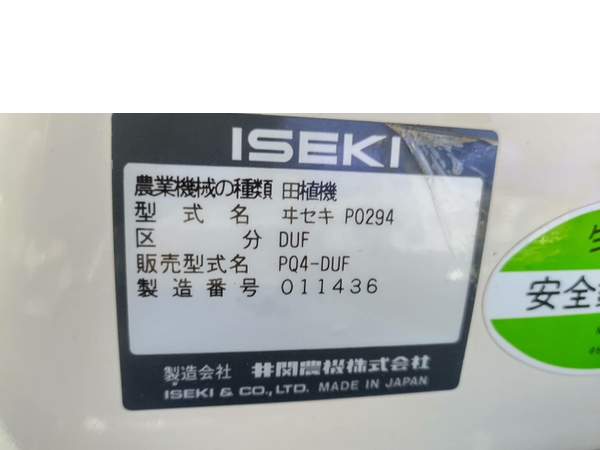 ISEKI
農業機械の種類 田植機
型式名 ヰセキ P0294
区分 DUF
販売型式名 PQ4-DUF
製造番号 011436
製造会社 井関農機株式会社
ISEKI & CO., LTD. MADE IN JAPAN
安全